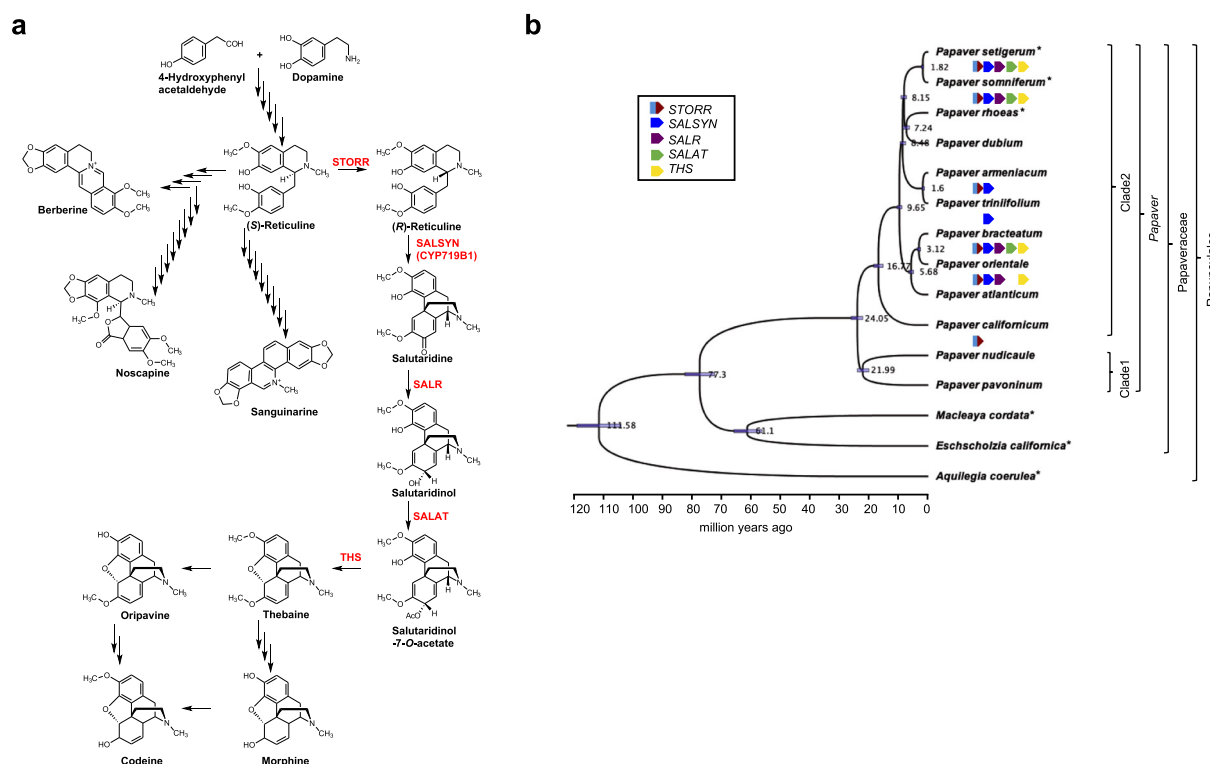 a
4-Hydroxyphenyl
acetaldehyde
+
Dopamine
HO
COH
HO
HO
NH₂
Berberine
(S)-Reticuline
STORR
(R)-Reticuline
SALSYN
(CYP719B1)
Noscapine
Sanguinarine
Salutaridine
SALR
Salutaridinol
SALAT
THS
Oripavine
Thebaine
Salutaridinol
-7-O-acetate
Codeine
Morphine
b
STORR
SALSYN
SALR
SALAT
THS
Papaver setigerum*
1.82
Papaver somniferum*
8.15
Papaver rhoeas*
7.24
Papaver dubium
8.48
Papaver armeniacum
1.6
Papaver triniifolium
9.65
Papaver bracteatum
3.12
Papaver orientale
5.68
16.77
Papaver atlanticum
24.05
Papaver californicum
Papaver nudicaule
21.99
77.3
Papaver pavoninum
Macleaya cordata*
61.1
111.58
Eschscholzia californica*
Aquilegia coerulea*
Clade2
Clade1
Papaver
Papaveraceae
120 110 100 90 80 70 60 50 40 30 20 10 0
million years ago